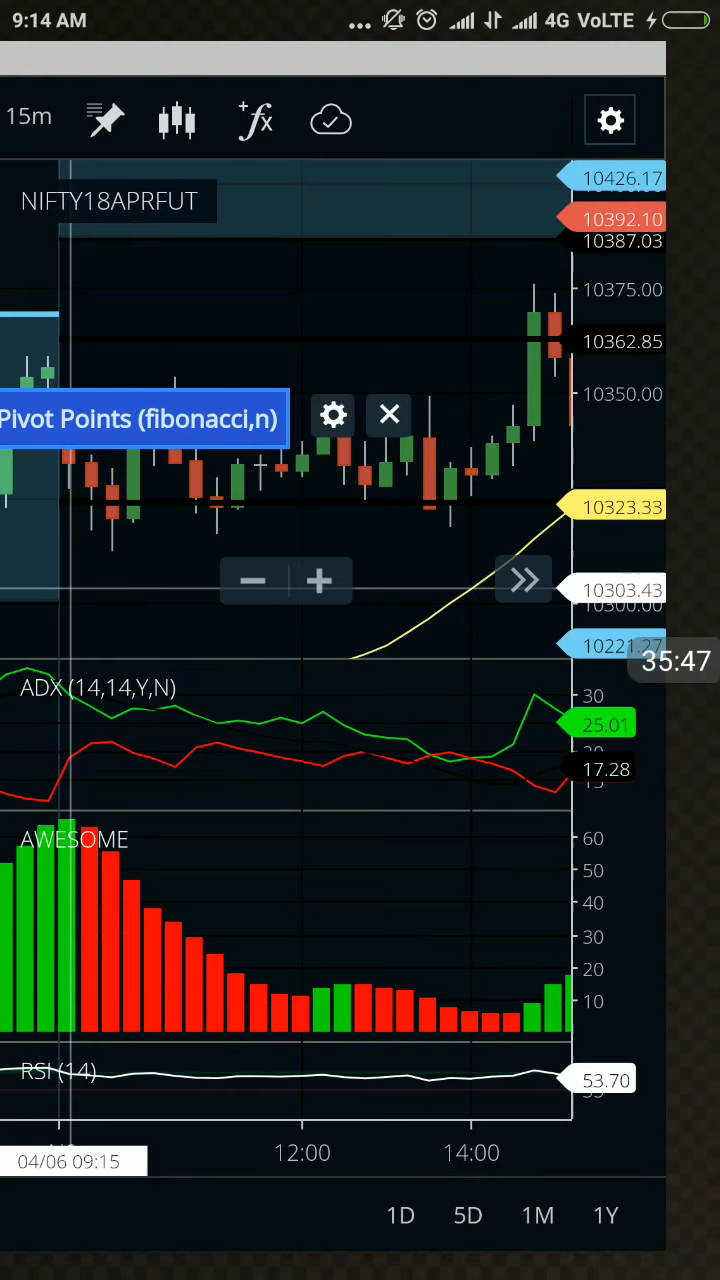 9:14 AM ... 4G VoLTE
15m
fx
NIFTY18APRFUT
10426.17
10392.10
10387.03
10375.00
10362.85
10350.00
Pivot Points (fibonacci,n)
10323.33
10303.43
10300.00
10221.27
35:47
ADX (14,14,Y,N)
30
25.01
20
17.28
15
AWESOME
60
50
40
30
20
10
RSI (14)
53.70
04/06 09:15
12:00
14:00
1D 5D 1M 1Y